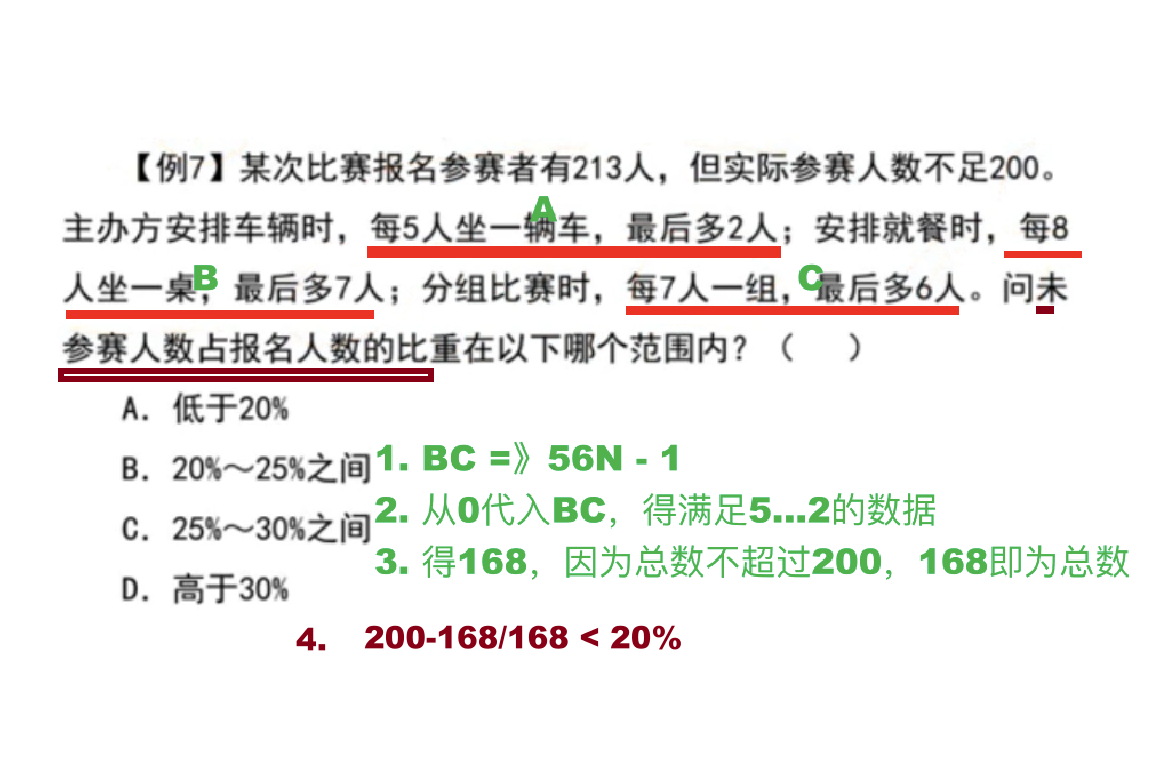 【例7】某次比赛报名参赛者有213人，但实际参赛人数不足200。
A
主办方安排车辆时，每5人坐一辆车，最后多2人；安排就餐时，每8
B
C
人坐一桌，最后多7人；分组比赛时，每7人一组，最后多6人。问未
参赛人数占报名人数的比重在以下哪个范围内？（ ）
A. 低于20%
B. 20%～25%之间
1. BC =》56N - 1
C. 25%～30%之间
2. 从0代入BC，得满足5...2的数据
3. 得168，因为总数不超过200，168即为总数
D. 高于30%
4. 200-168/168 < 20%